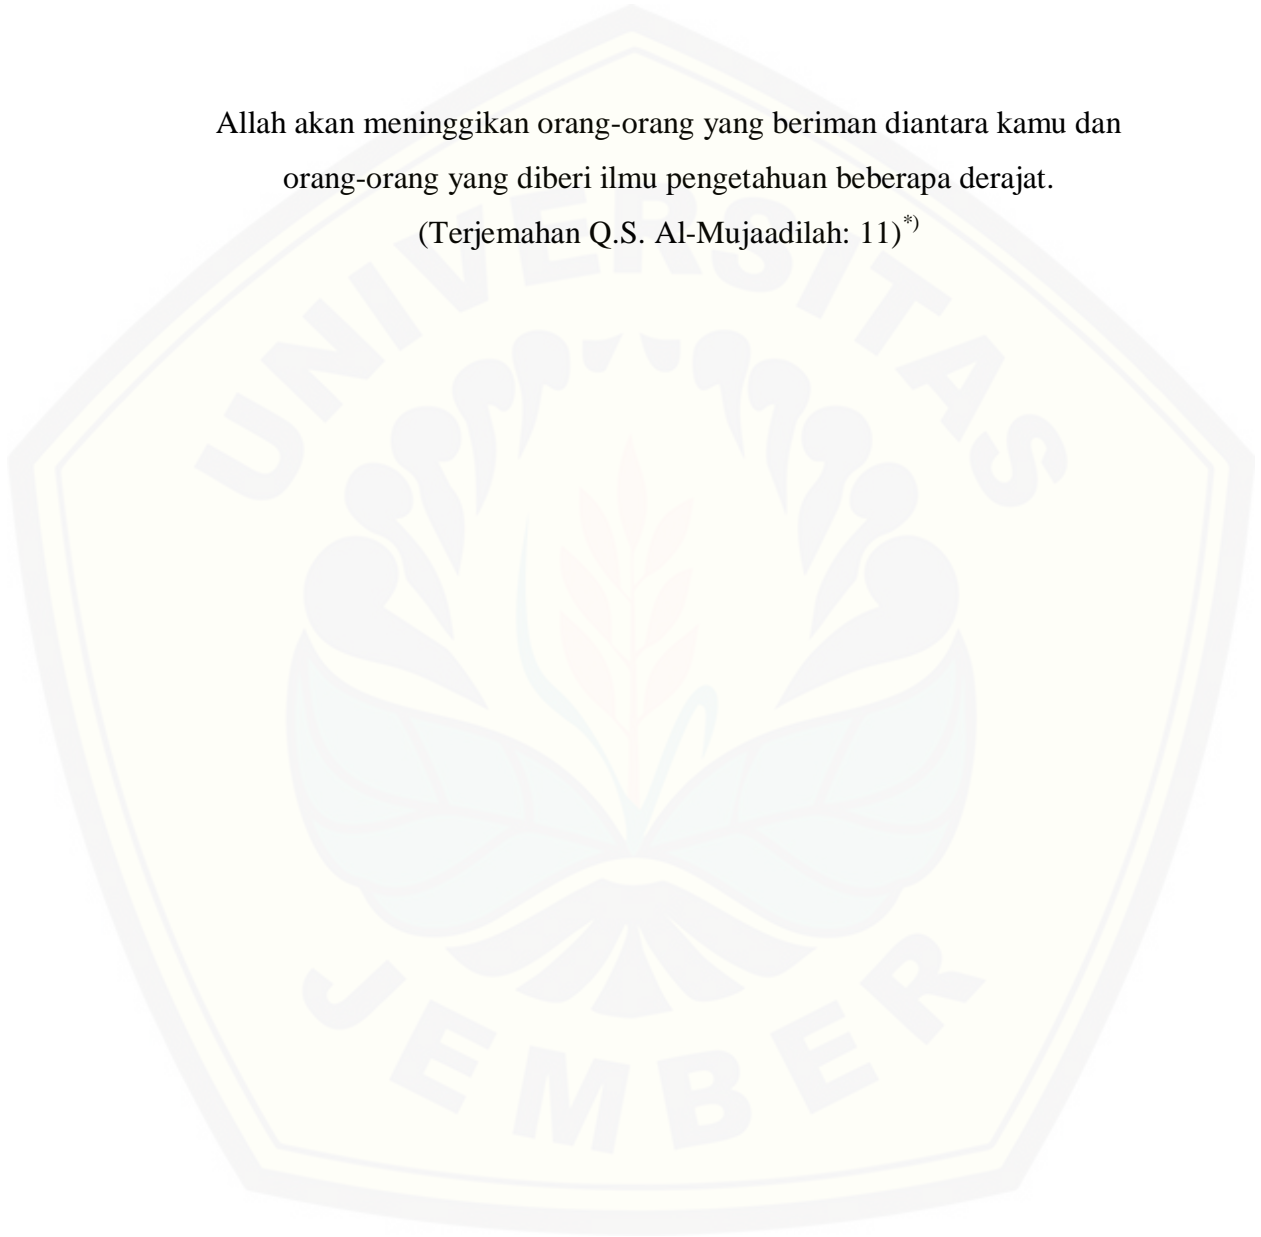 Allah akan meninggikan orang-orang yang beriman diantara kamu dan
orang-orang yang diberi ilmu pengetahuan beberapa derajat.
(Terjemahan Q.S. Al-Mujaadilah: 11)*)
UNIVERSITAS
JEMBER